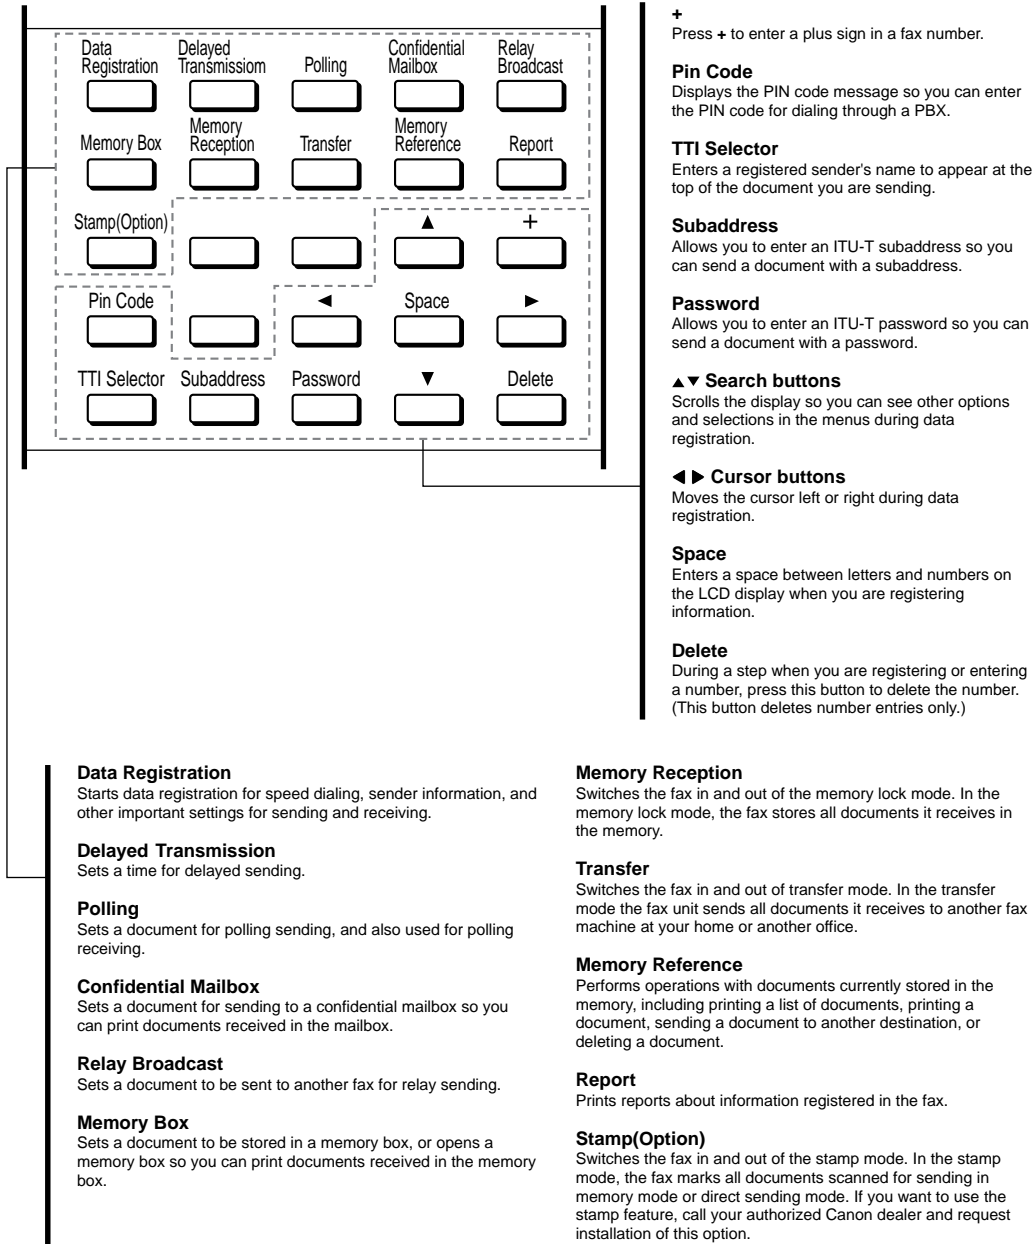 Data Registration
Delayed Transmissiom
Polling
Confidential Mailbox
Relay Broadcast
Memory Box
Memory Reception
Transfer
Memory Reference
Report
Stamp(Option)
▲
+
Pin Code
◄
Space
►
TTI Selector
Subaddress
Password
▼
Delete
+
Press + to enter a plus sign in a fax number.
Pin Code
Displays the PIN code message so you can enter
the PIN code for dialing through a PBX.
TTI Selector
Enters a registered sender's name to appear at the
top of the document you are sending.
Subaddress
Allows you to enter an ITU-T subaddress so you
can send a document with a subaddress.
Password
Allows you to enter an ITU-T password so you can
send a document with a password.
▲▼ Search buttons
Scrolls the display so you can see other options
and selections in the menus during data
registration.
◄ ► Cursor buttons
Moves the cursor left or right during data
registration.
Space
Enters a space between letters and numbers on
the LCD display when you are registering
information.
Delete
During a step when you are registering or entering
a number, press this button to delete the number.
(This button deletes number entries only.)
Data Registration
Starts data registration for speed dialing, sender information, and
other important settings for sending and receiving.
Delayed Transmission
Sets a time for delayed sending.
Polling
Sets a document for polling sending, and also used for polling
receiving.
Confidential Mailbox
Sets a document for sending to a confidential mailbox so you
can print documents received in the mailbox.
Relay Broadcast
Sets a document to be sent to another fax for relay sending.
Memory Box
Sets a document to be stored in a memory box, or opens a
memory box so you can print documents received in the memory
box.
Memory Reception
Switches the fax in and out of the memory lock mode. In the
memory lock mode, the fax stores all documents it receives in
the memory.
Transfer
Switches the fax in and out of transfer mode. In the transfer
mode the fax unit sends all documents it receives to another fax
machine at your home or another office.
Memory Reference
Performs operations with documents currently stored in the
memory, including printing a list of documents, printing a
document, sending a document to another destination, or
deleting a document.
Report
Prints reports about information registered in the fax.
Stamp(Option)
Switches the fax in and out of the stamp mode. In the stamp
mode, the fax marks all documents scanned for sending in
memory mode or direct sending mode. If you want to use the
stamp feature, call your authorized Canon dealer and request
installation of this option.